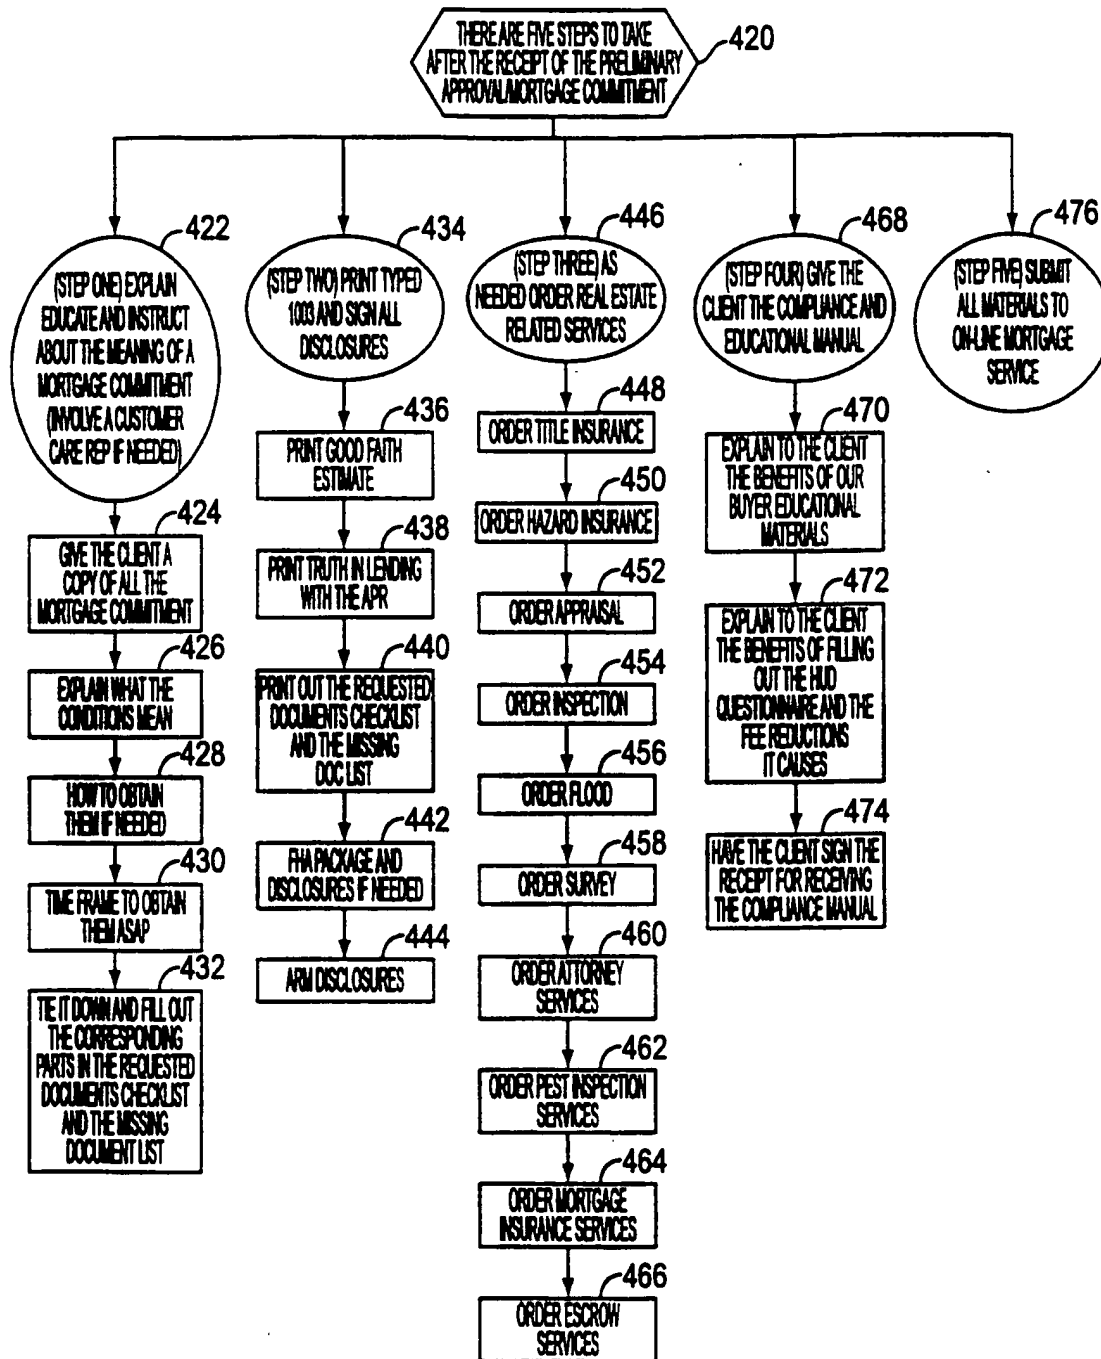 THERE ARE FIVE STEPS TO TAKE
AFTER THE RECEIPT OF THE PRELIMINARY
APPROVAL/MORTGAGE COMMITMENT
420
422
(STEP ONE) EXPLAIN
EDUCATE AND INSTRUCT
ABOUT THE MEANING OF A
MORTGAGE COMMITMENT
(INVOLVE A CUSTOMER
CARE REP IF NEEDED)
424
GIVE THE CLIENT A
COPY OF ALL THE
MORTGAGE COMMITMENT
426
EXPLAIN WHAT THE
CONDITIONS MEAN
428
HOW TO OBTAIN
THEM IF NEEDED
430
TIME FRAME TO OBTAIN
THEM ASAP
432
TIE IT DOWN AND FILL OUT
THE CORRESPONDING
PARTS IN THE REQUESTED
DOCUMENTS CHECKLIST
AND THE MISSING
DOCUMENT LIST
434
(STEP TWO) PRINT TYPED
1003 AND SIGN ALL
DISCLOSURES
436
PRINT GOOD FAITH
ESTIMATE
438
PRINT TRUTH IN LENDING
WITH THE APR
440
PRINT OUT THE REQUESTED
DOCUMENTS CHECKLIST
AND THE MISSING
DOC LIST
442
FHA PACKAGE AND
DISCLOSURES IF NEEDED
444
ARM DISCLOSURES
446
(STEP THREE) AS
NEEDED ORDER REAL ESTATE
RELATED SERVICES
448
ORDER TITLE INSURANCE
450
ORDER HAZARD INSURANCE
452
ORDER APPRAISAL
454
ORDER INSPECTION
456
ORDER FLOOD
458
ORDER SURVEY
460
ORDER ATTORNEY
SERVICES
462
ORDER PEST INSPECTION
SERVICES
464
ORDER MORTGAGE
INSURANCE SERVICES
466
ORDER ESCROW
SERVICES
468
(STEP FOUR) GIVE THE
CLIENT THE COMPLIANCE AND
EDUCATIONAL MANUAL
470
EXPLAIN TO THE CLIENT
THE BENEFITS OF OUR
BUYER EDUCATIONAL
MATERIALS
472
EXPLAIN TO THE CLIENT
THE BENEFITS OF FILLING
OUT THE HUD
QUESTIONNAIRE AND THE
FEE REDUCTIONS
IT CAUSES
474
HAVE THE CLIENT SIGN THE
RECEIPT FOR RECEIVING
THE COMPLIANCE MANUAL
476
(STEP FIVE) SUBMIT
ALL MATERIALS TO
ON-LINE MORTGAGE
SERVICE